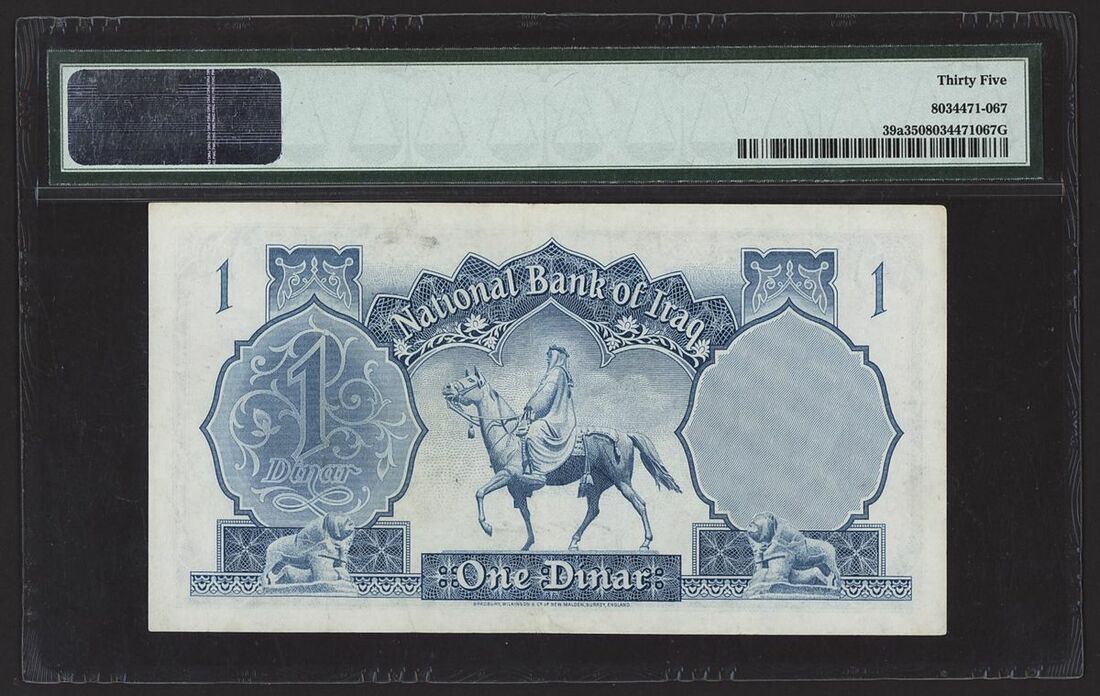 Thirty Five
8034471-067
39a3508034471067G
1
National Bank of Iraq
1
1
Dinar
One Dinar
BRADBURY, WILKINSON & Cº Lᴰ NEW MALDEN, SURREY, ENGLAND.